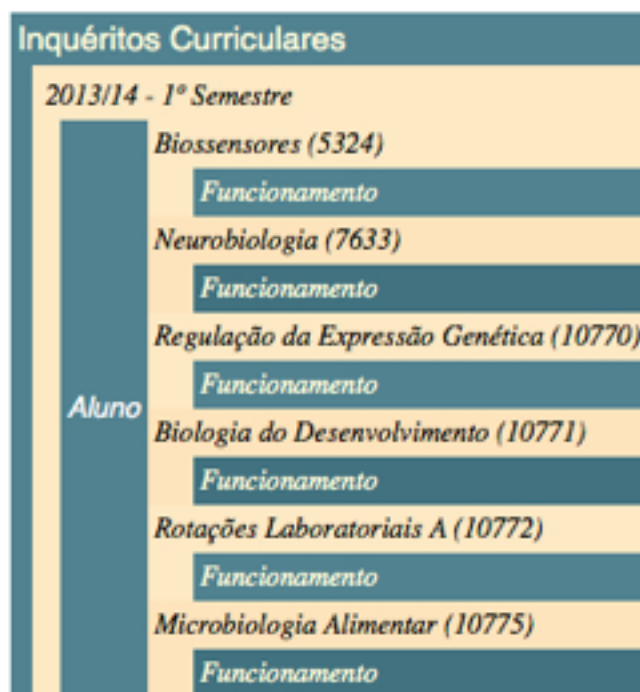 Inquéritos Curriculares
2013/14 - 1º Semestre
Aluno
Biossensores (5324)
Funcionamento
Neurobiologia (7633)
Funcionamento
Regulação da Expressão Genética (10770)
Funcionamento
Biologia do Desenvolvimento (10771)
Funcionamento
Rotações Laboratoriais A (10772)
Funcionamento
Microbiologia Alimentar (10775)
Funcionamento